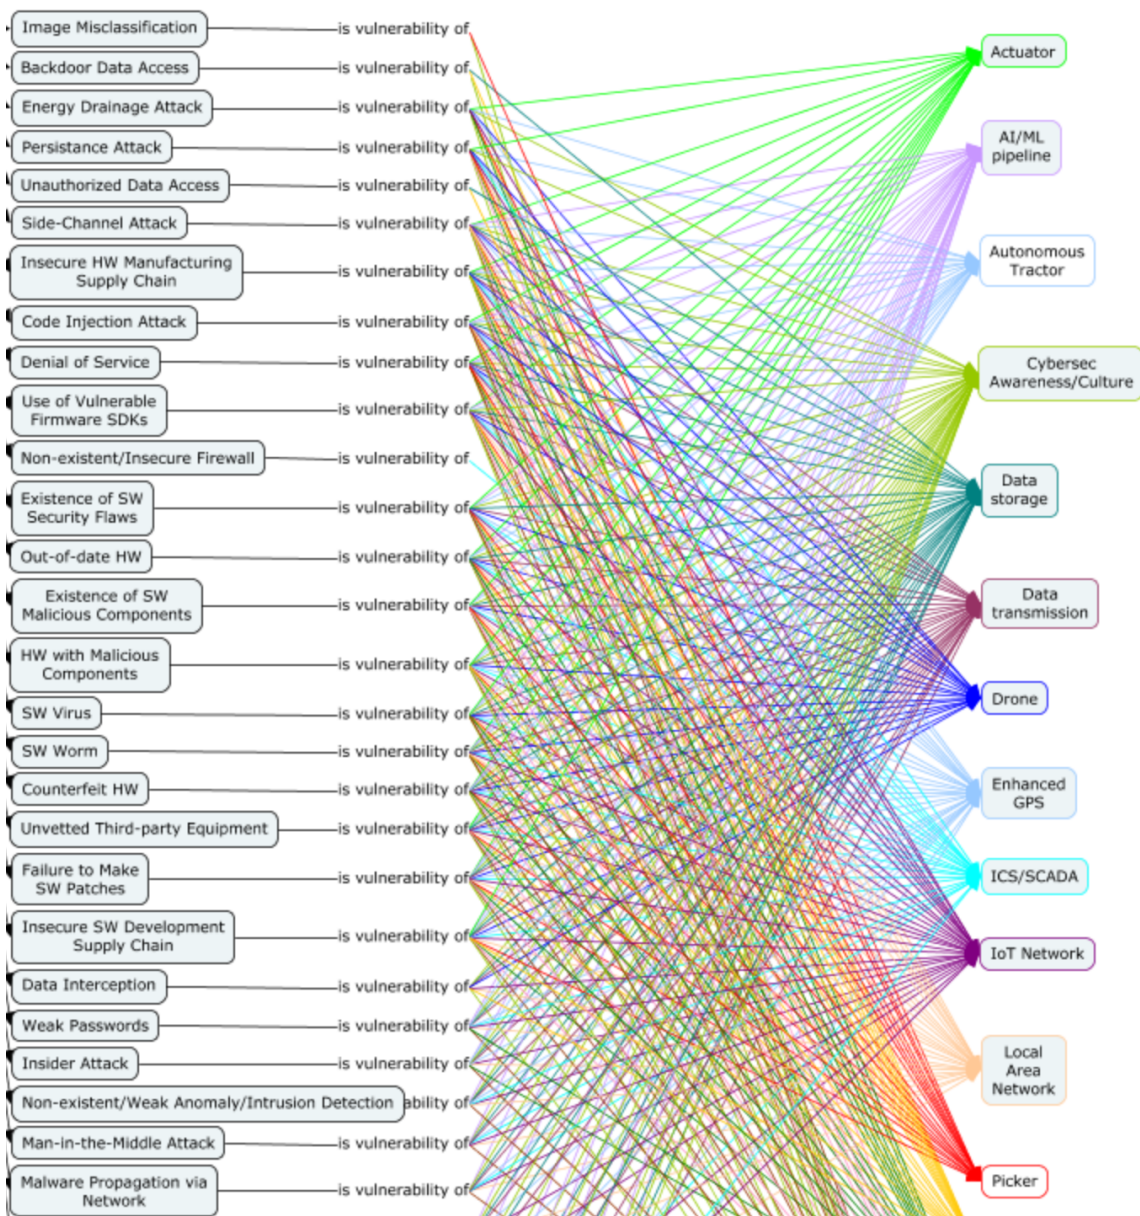 Image Misclassification
is vulnerability of
Backdoor Data Access
is vulnerability of
Energy Drainage Attack
is vulnerability of
Persistance Attack
is vulnerability of
Unauthorized Data Access
is vulnerability of
Side-Channel Attack
is vulnerability of
Insecure HW Manufacturing
Supply Chain
is vulnerability of
Code Injection Attack
is vulnerability of
Denial of Service
is vulnerability of
Use of Vulnerable
Firmware SDKs
is vulnerability of
Non-existent/Insecure Firewall
is vulnerability of
Existence of SW
Security Flaws
is vulnerability of
Out-of-date HW
is vulnerability of
Existence of SW
Malicious Components
is vulnerability of
HW with Malicious
Components
is vulnerability of
SW Virus
is vulnerability of
SW Worm
is vulnerability of
Counterfeit HW
is vulnerability of
Unvetted Third-party Equipment
is vulnerability of
Failure to Make
SW Patches
is vulnerability of
Insecure SW Development
Supply Chain
is vulnerability of
Data Interception
is vulnerability of
Weak Passwords
is vulnerability of
Insider Attack
is vulnerability of
Non-existent/Weak Anomaly/Intrusion Detection
ability of
Man-in-the-Middle Attack
is vulnerability of
Malware Propagation via
Network
is vulnerability of
Actuator
AI/ML
pipeline
Autonomous
Tractor
Cybersec
Awareness/Culture
Data
storage
Data
transmission
Drone
Enhanced
GPS
ICS/SCADA
IoT Network
Local
Area
Network
Picker